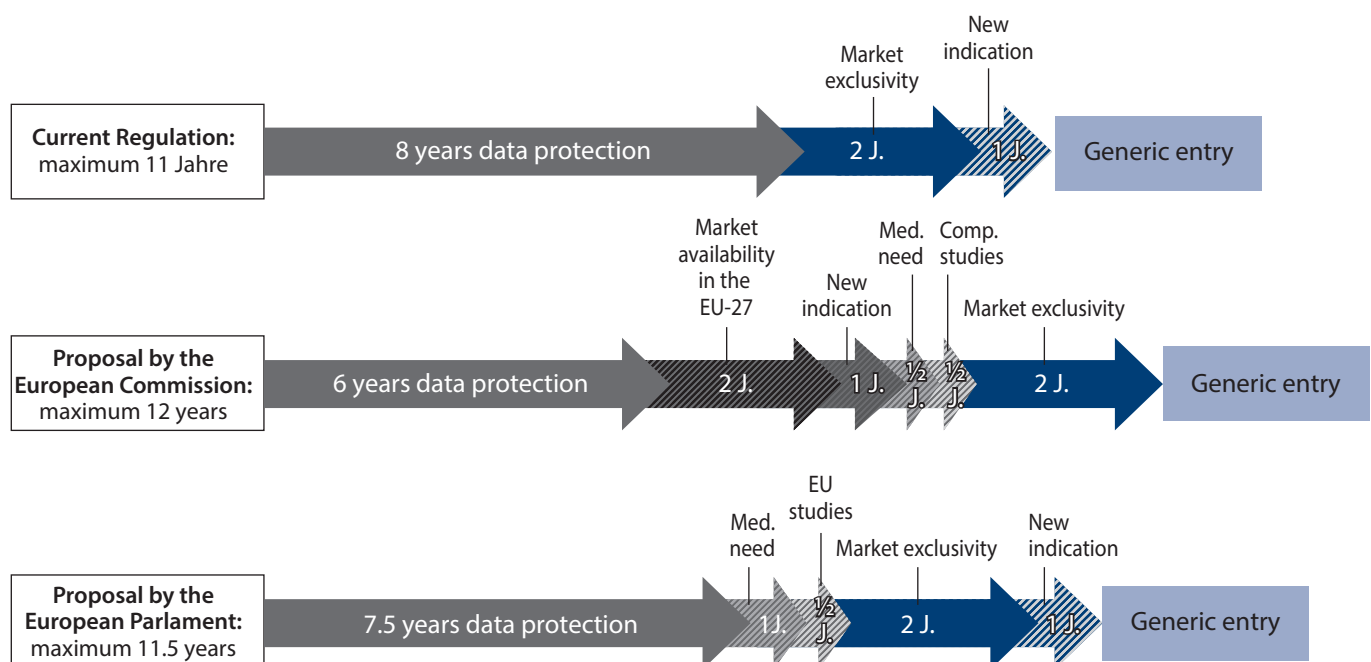 New
indication
Market
exclusivity
Current Regulation:
maximum 11 Jahre
8 years data protection
2 J.
1 J.
Generic entry
Market
availability
in the
EU-27
New
indication
Med.
need
Comp.
studies
Market exclusivity
Proposal by the
European Commission:
maximum 12 years
6 years data protection
2 J.
1 J.
½
J.
½
J.
2 J.
Generic entry
Med.
need
EU
studies
Market exclusivity
New
indication
Proposal by the
European Parlament:
maximum 11.5 years
7.5 years data protection
1 J.
½
J.
2 J.
1 J.
Generic entry